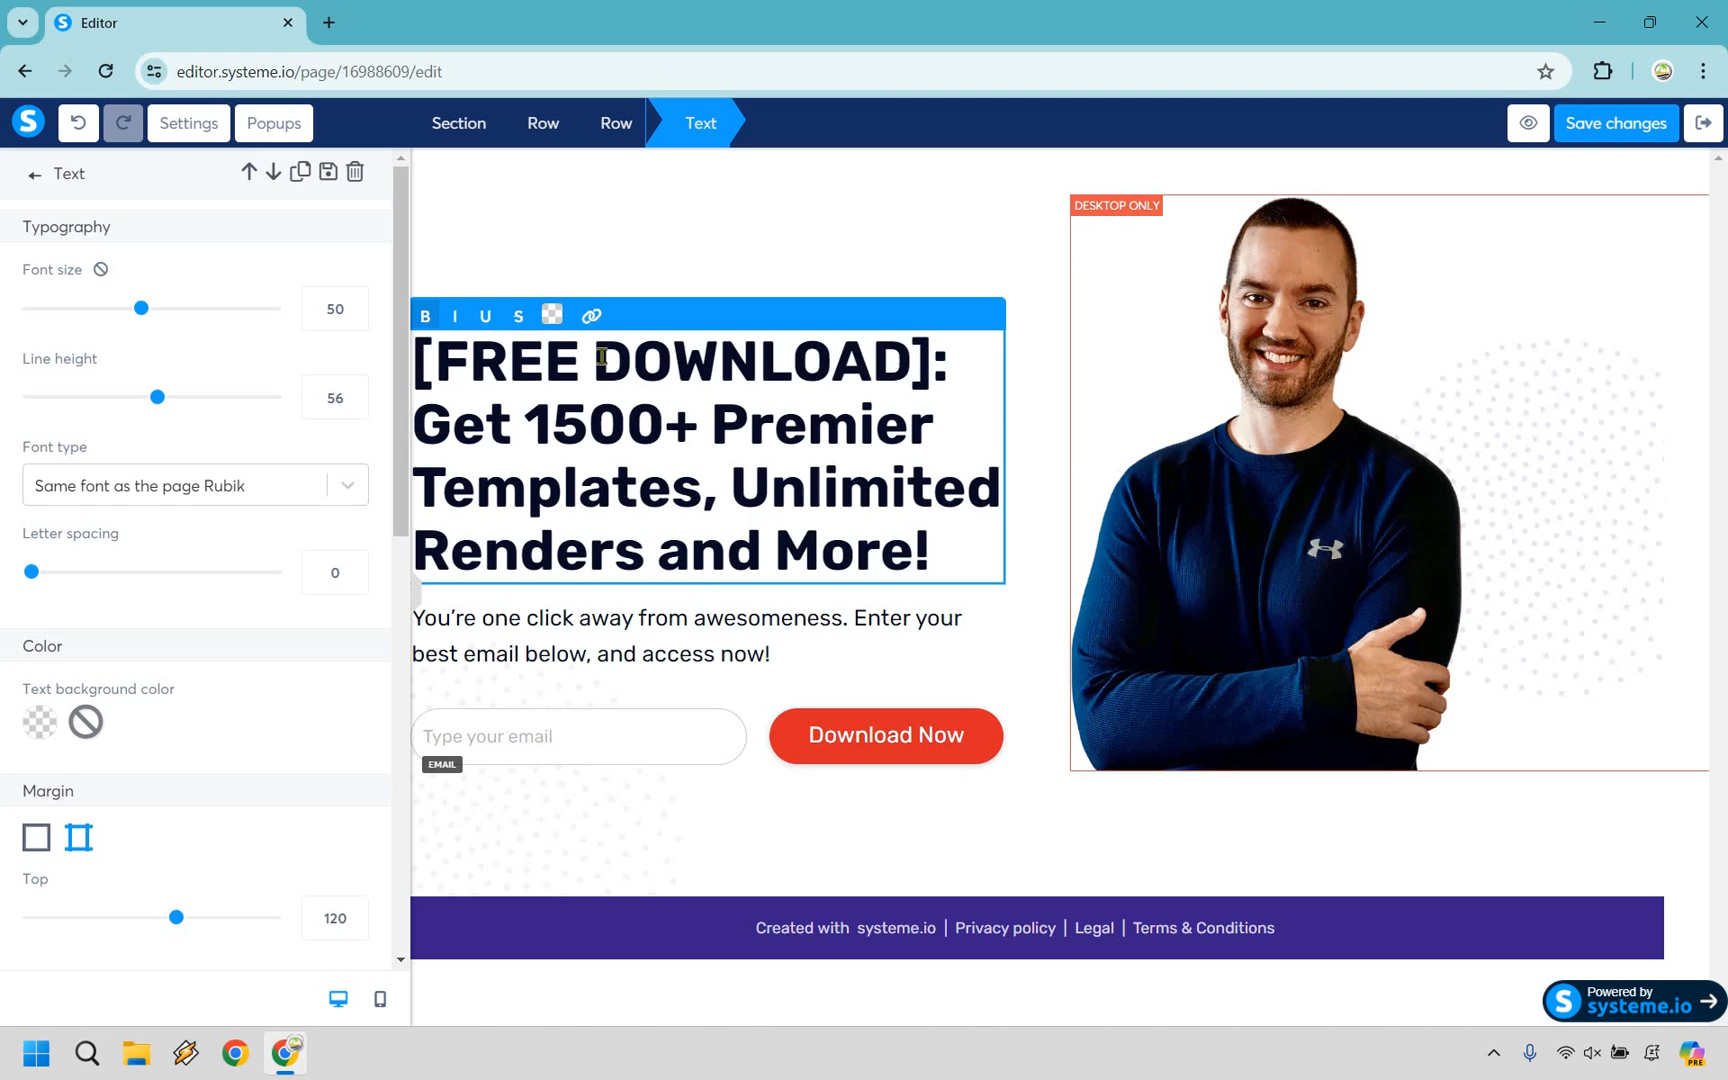 Editor
editor.systeme.io/page/16988609/edit
S
Settings
Popups
Section
Row
Row
Text
Save changes
Text
Typography
Font size
50
Line height
56
Font type
Same font as the page Rubik
Letter spacing
0
Color
Text background color
Margin
Top
120
DESKTOP ONLY
B I U S
[FREE DOWNLOAD]:
Get 1500+ Premier
Templates, Unlimited
Renders and More!
You’re one click away from awesomeness. Enter your
best email below, and access now!
Type your email
EMAIL
Download Now
Created with systeme.io | Privacy policy | Legal | Terms & Conditions
S
Powered by
systeme.io
PRE